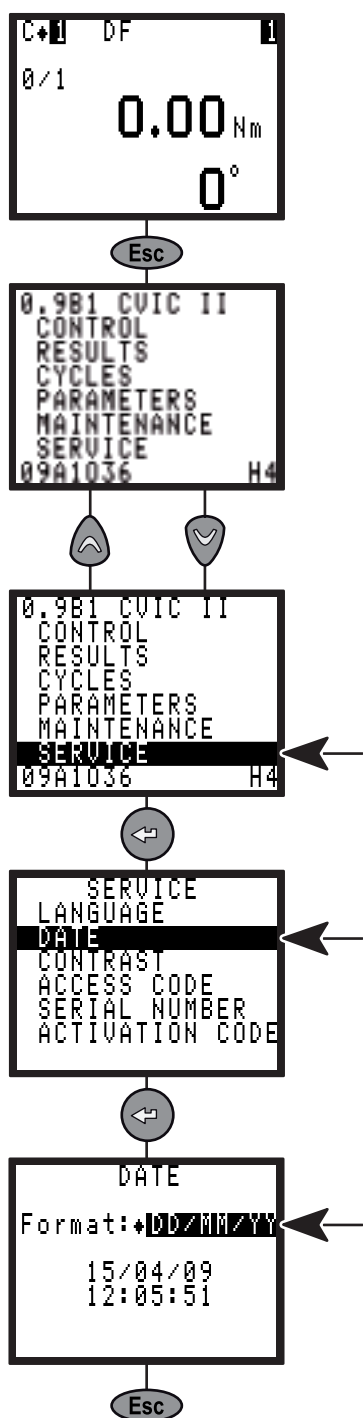 C♦1 DF 1
0/1
0.00 Nm
0°
Esc
0.9B1 CVIC II
CONTROL
RESULTS
CYCLES
PARAMETERS
MAINTENANCE
SERVICE
09A1036 H4
0.9B1 CVIC II
CONTROL
RESULTS
CYCLES
PARAMETERS
MAINTENANCE
SERVICE
09A1036 H4
SERVICE
LANGUAGE
DATE
CONTRAST
ACCESS CODE
SERIAL NUMBER
ACTIVATION CODE
DATE
Format:♦DD/MM/YY
15/04/09
12:05:51
Esc